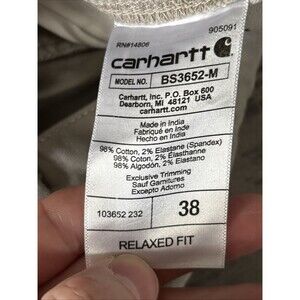 905091
RN#14806
carhartt
MODEL NO. BS3652-M
Carhartt, Inc. P.O. Box 600
Dearborn, MI 48121 USA
carhartt.com
Made in India
Fabriqué en Inde
Hecho en India
98% Cotton, 2% Elastane (Spandex)
98% Coton, 2% Élasthanne
98% Algodón, 2% Elastano
Exclusive Trimming
Sauf Garnitures
Excepto Adorno
103652 232 38
RELAXED FIT